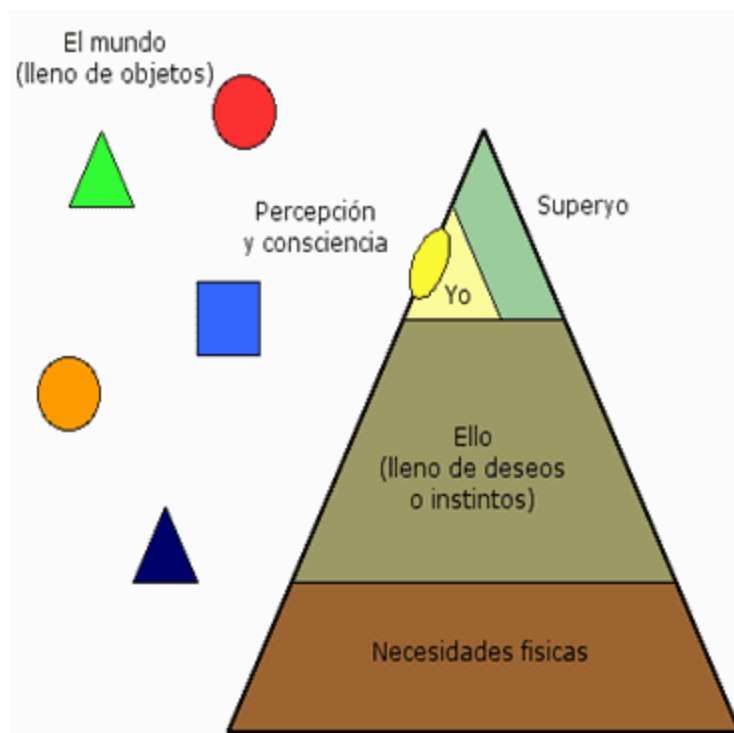 El mundo
(lleno de objetos)
Percepción
y consciencia
Superyo
Yo
Ello
(lleno de deseos
o instintos)
Necesidades fisicas